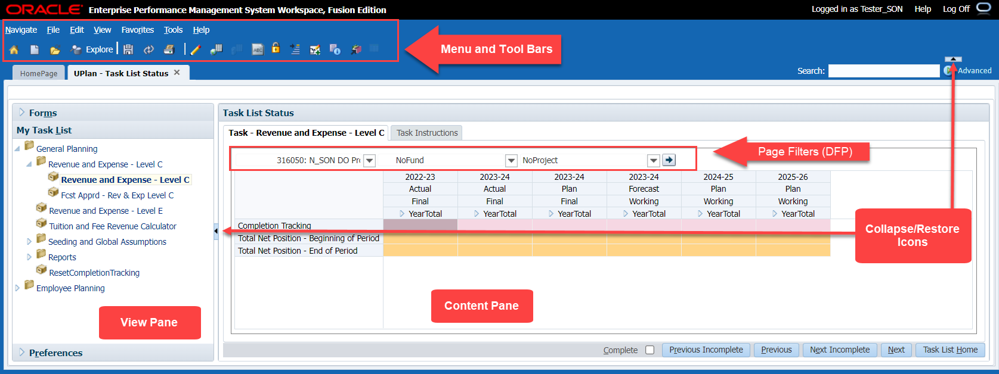 ORACLE Enterprise Performance Management System Workspace, Fusion Edition
Logged in as Tester_SON Help Log Off
Navigate File Edit View Favorites Tools Help
Explore
ABC
Menu and Tool Bars
HomePage
UPlan - Task List Status
Search: Advanced
Forms
My Task List
General Planning
Revenue and Expense - Level C
Revenue and Expense - Level C
Fcst Apprd - Rev & Exp Level C
Revenue and Expense - Level E
Tuition and Fee Revenue Calculator
Seeding and Global Assumptions
Reports
ResetCompletionTracking
Employee Planning
View Pane
Preferences
Task List Status
Task - Revenue and Expense - Level C Task Instructions
Page Filters (DFP)
316050: N_SON DO Pr NoFund NoProject
2022-23 2023-24 2023-24 2023-24 2024-25 2025-26
Actual Actual Plan Forecast Plan Plan
Final Final Final Working Working Working
YearTotal YearTotal YearTotal YearTotal YearTotal YearTotal
Completion Tracking
Total Net Position - Beginning of Period
Total Net Position - End of Period
Collapse/Restore
Icons
Content Pane
Complete Previous Incomplete Previous Next Incomplete Next Task List Home